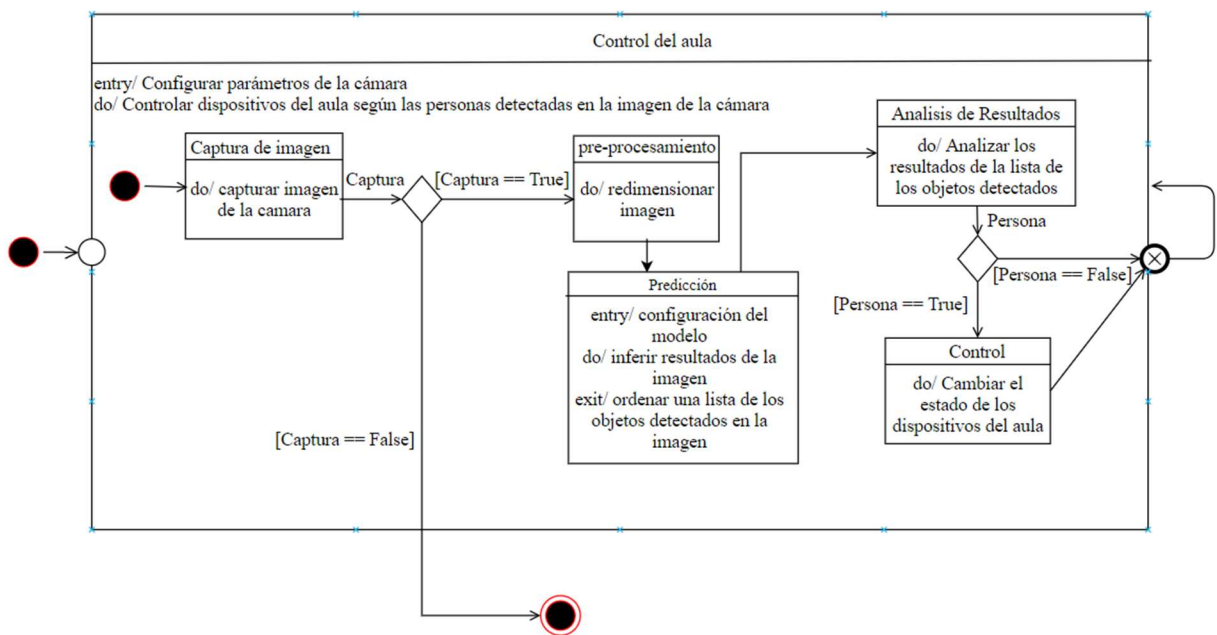 Control del aula
entry/ Configurar parámetros de la cámara
do/ Controlar dispositivos del aula según las personas detectadas en la imagen de la cámara
Captura de imagen
do/ capturar imagen
de la camara
Captura
[Captura == True]
pre-procesamiento
do/ redimensionar
imagen
Predicción
entry/ configuración del
modelo
do/ inferir resultados de la
imagen
exit/ ordenar una lista de los
objetos detectados en la
imagen
Analisis de Resultados
do/ Analizar los
resultados de la lista de
los objetos detectados
Persona
[Persona == False]
[Persona == True]
Control
do/ Cambiar el
estado de los
dispositivos del aula
[Captura == False]